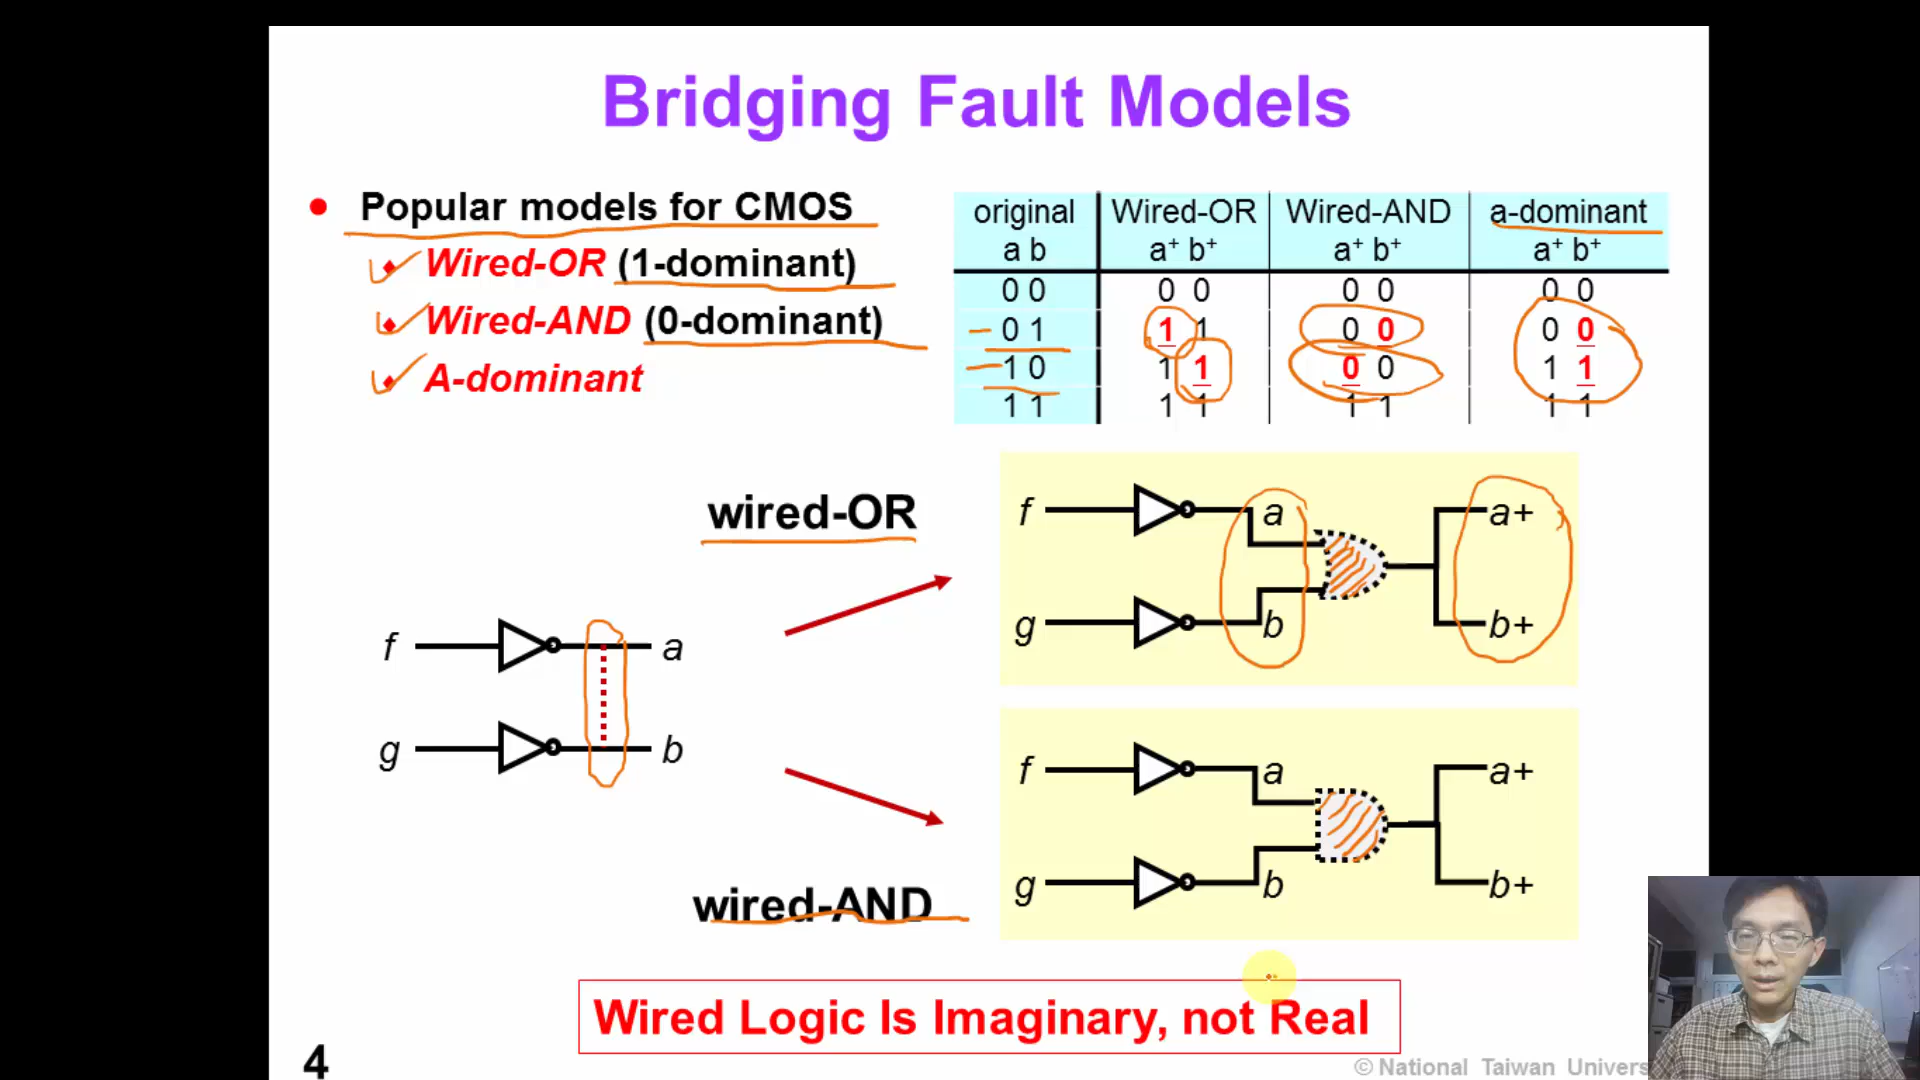 Bridging Fault Models
• Popular models for CMOS
Wired-OR (1-dominant)
Wired-AND (0-dominant)
A-dominant
original Wired-OR Wired-AND a-dominant
a b a+ b+ a+ b+ a+ b+
0 0 0 0 0 0 0 0
0 1 1 1 0 0 0 0
1 0 1 1 0 0 1 1
1 1 1 1 1 1 1 1
wired-OR
f a a+
g b b+
f a
g b
f a a+
g b b+
wired-AND
Wired Logic Is Imaginary, not Real
4
© National Taiwan Univers